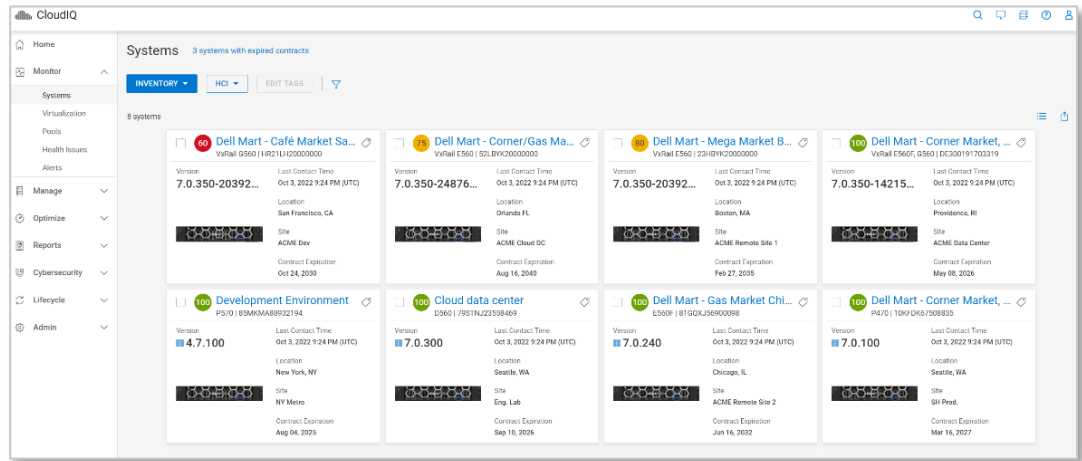 CloudIQ
Home
Monitor
Systems
Virtualization
Pools
Health Issues
Alerts
Manage
Optimize
Reports
Cybersecurity
Lifecycle
Admin
Systems 3 systems with expired contracts
INVENTORY HCI EDIT TAGS
8 systems
60 Dell Mart - Café Market Sa...
VxRail G560 | HR21LH20000000
Version
7.0.350-20392...
Last Contact Time
Oct 3, 2022 9:24 PM (UTC)
Location
San Francisco, CA
Site
ACME Dev
Contract Expiration
Oct 24, 2030
75 Dell Mart - Corner/Gas Ma...
VxRail E560 | 52LBYK20000000
Version
7.0.350-24876...
Last Contact Time
Oct 3, 2022 9:24 PM (UTC)
Location
Orlando FL
Site
ACME Cloud DC
Contract Expiration
Aug 16, 2040
80 Dell Mart - Mega Market B...
VxRail E560 | 23HBYK20000000
Version
7.0.350-20392...
Last Contact Time
Oct 3, 2022 9:24 PM (UTC)
Location
Boston, MA
Site
ACME Remote Site 1
Contract Expiration
Feb 27, 2035
100 Dell Mart - Corner Market, ...
VxRail E560F, G560 | DE300191703319
Version
7.0.350-14215...
Last Contact Time
Oct 3, 2022 9:24 PM (UTC)
Location
Providence, RI
Site
ACME Data Center
Contract Expiration
May 08, 2026
100 Development Environment
P570 | 85MKMA88932194
Version
4.7.100
Last Contact Time
Oct 3, 2022 9:24 PM (UTC)
Location
New York, NY
Site
NY Metro
Contract Expiration
Aug 04, 2025
100 Cloud data center
D560 | 79STNJ23558469
Version
7.0.300
Last Contact Time
Oct 3, 2022 9:24 PM (UTC)
Location
Seattle, WA
Site
Eng. Lab
Contract Expiration
Sep 10, 2026
100 Dell Mart - Gas Market Chi...
E560F | 81GQXJ56900098
Version
7.0.240
Last Contact Time
Oct 3, 2022 9:24 PM (UTC)
Location
Chicago, IL
Site
ACME Remote Site 2
Contract Expiration
Jun 16, 2032
100 Dell Mart - Corner Market, ...
P470 | 10KFDK67508835
Version
7.0.100
Last Contact Time
Oct 3, 2022 9:24 PM (UTC)
Location
Seattle, WA
Site
SH Prod.
Contract Expiration
Mar 16, 2027